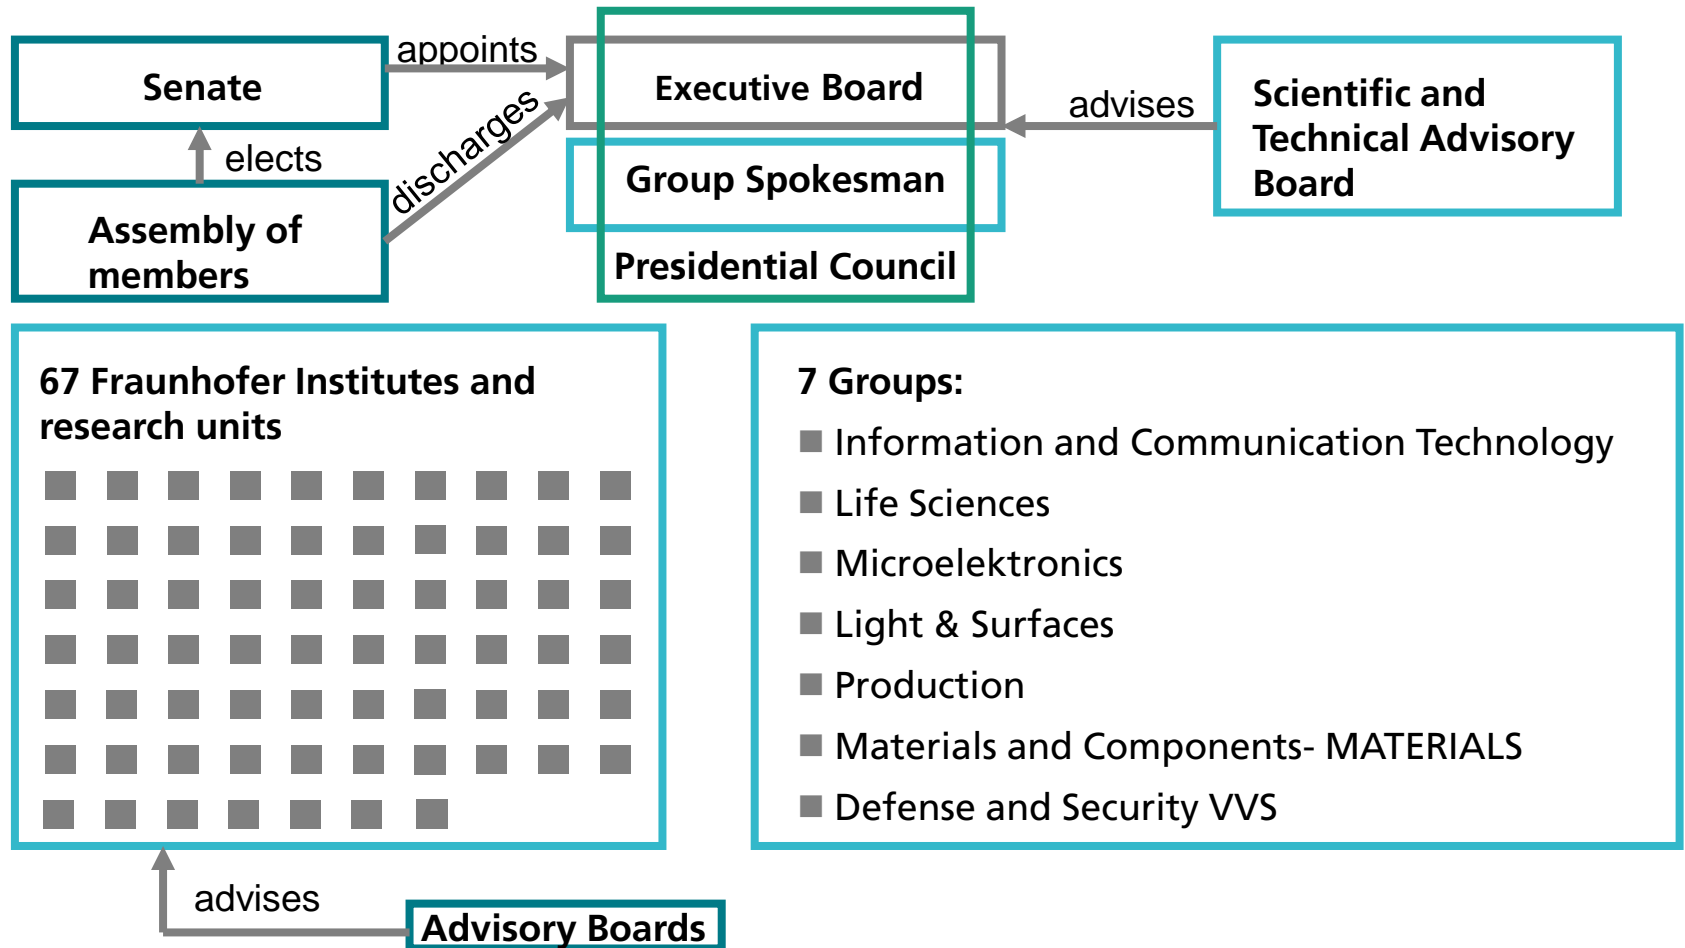 Senate
appoints
Executive Board
advises
Scientific and
Technical Advisory
Board
elects
discharges
Group Spokesman
Assembly of
members
Presidential Council
67 Fraunhofer Institutes and
research units
7 Groups:
Information and Communication Technology
Life Sciences
Microelektronics
Light & Surfaces
Production
Materials and Components- MATERIALS
Defense and Security VVS
advises
Advisory Boards